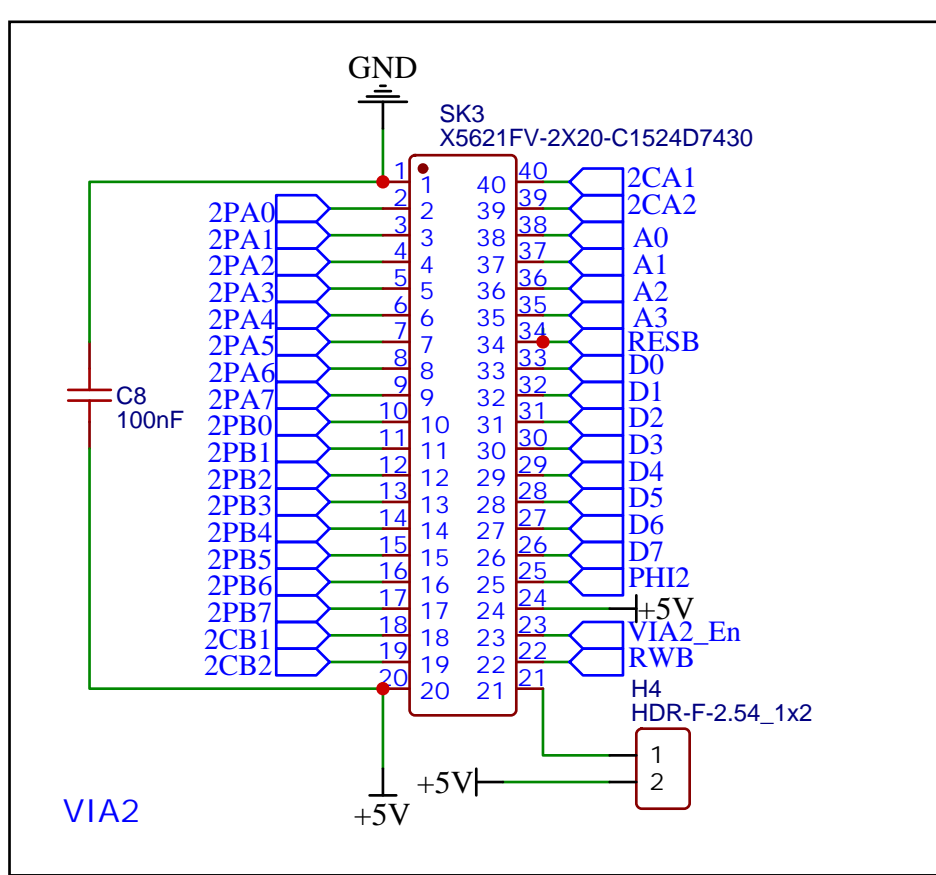 GND
SK3
X5621FV-2X20-C1524D7430
1 1 40 40 2CA1
2PA0 2 2 39 39 2CA2
2PA1 3 3 38 38 A0
2PA2 4 4 37 37 A1
2PA3 5 5 36 36 A2
2PA4 6 6 35 35 A3
2PA5 7 7 34 34 RESB
2PA6 8 8 33 33 D0
2PA7 9 9 32 32 D1
2PB0 10 10 31 31 D2
2PB1 11 11 30 30 D3
2PB2 12 12 29 29 D4
2PB3 13 13 28 28 D5
2PB4 14 14 27 27 D6
2PB5 15 15 26 26 D7
2PB6 16 16 25 25 PHI2
2PB7 17 17 24 24 +5V
2CB1 18 18 23 23 VIA2_En
2CB2 19 19 22 22 RWB
20 20 21 21
C8
100nF
H4
HDR-F-2.54_1x2
1
+5V 2
+5V
VIA2